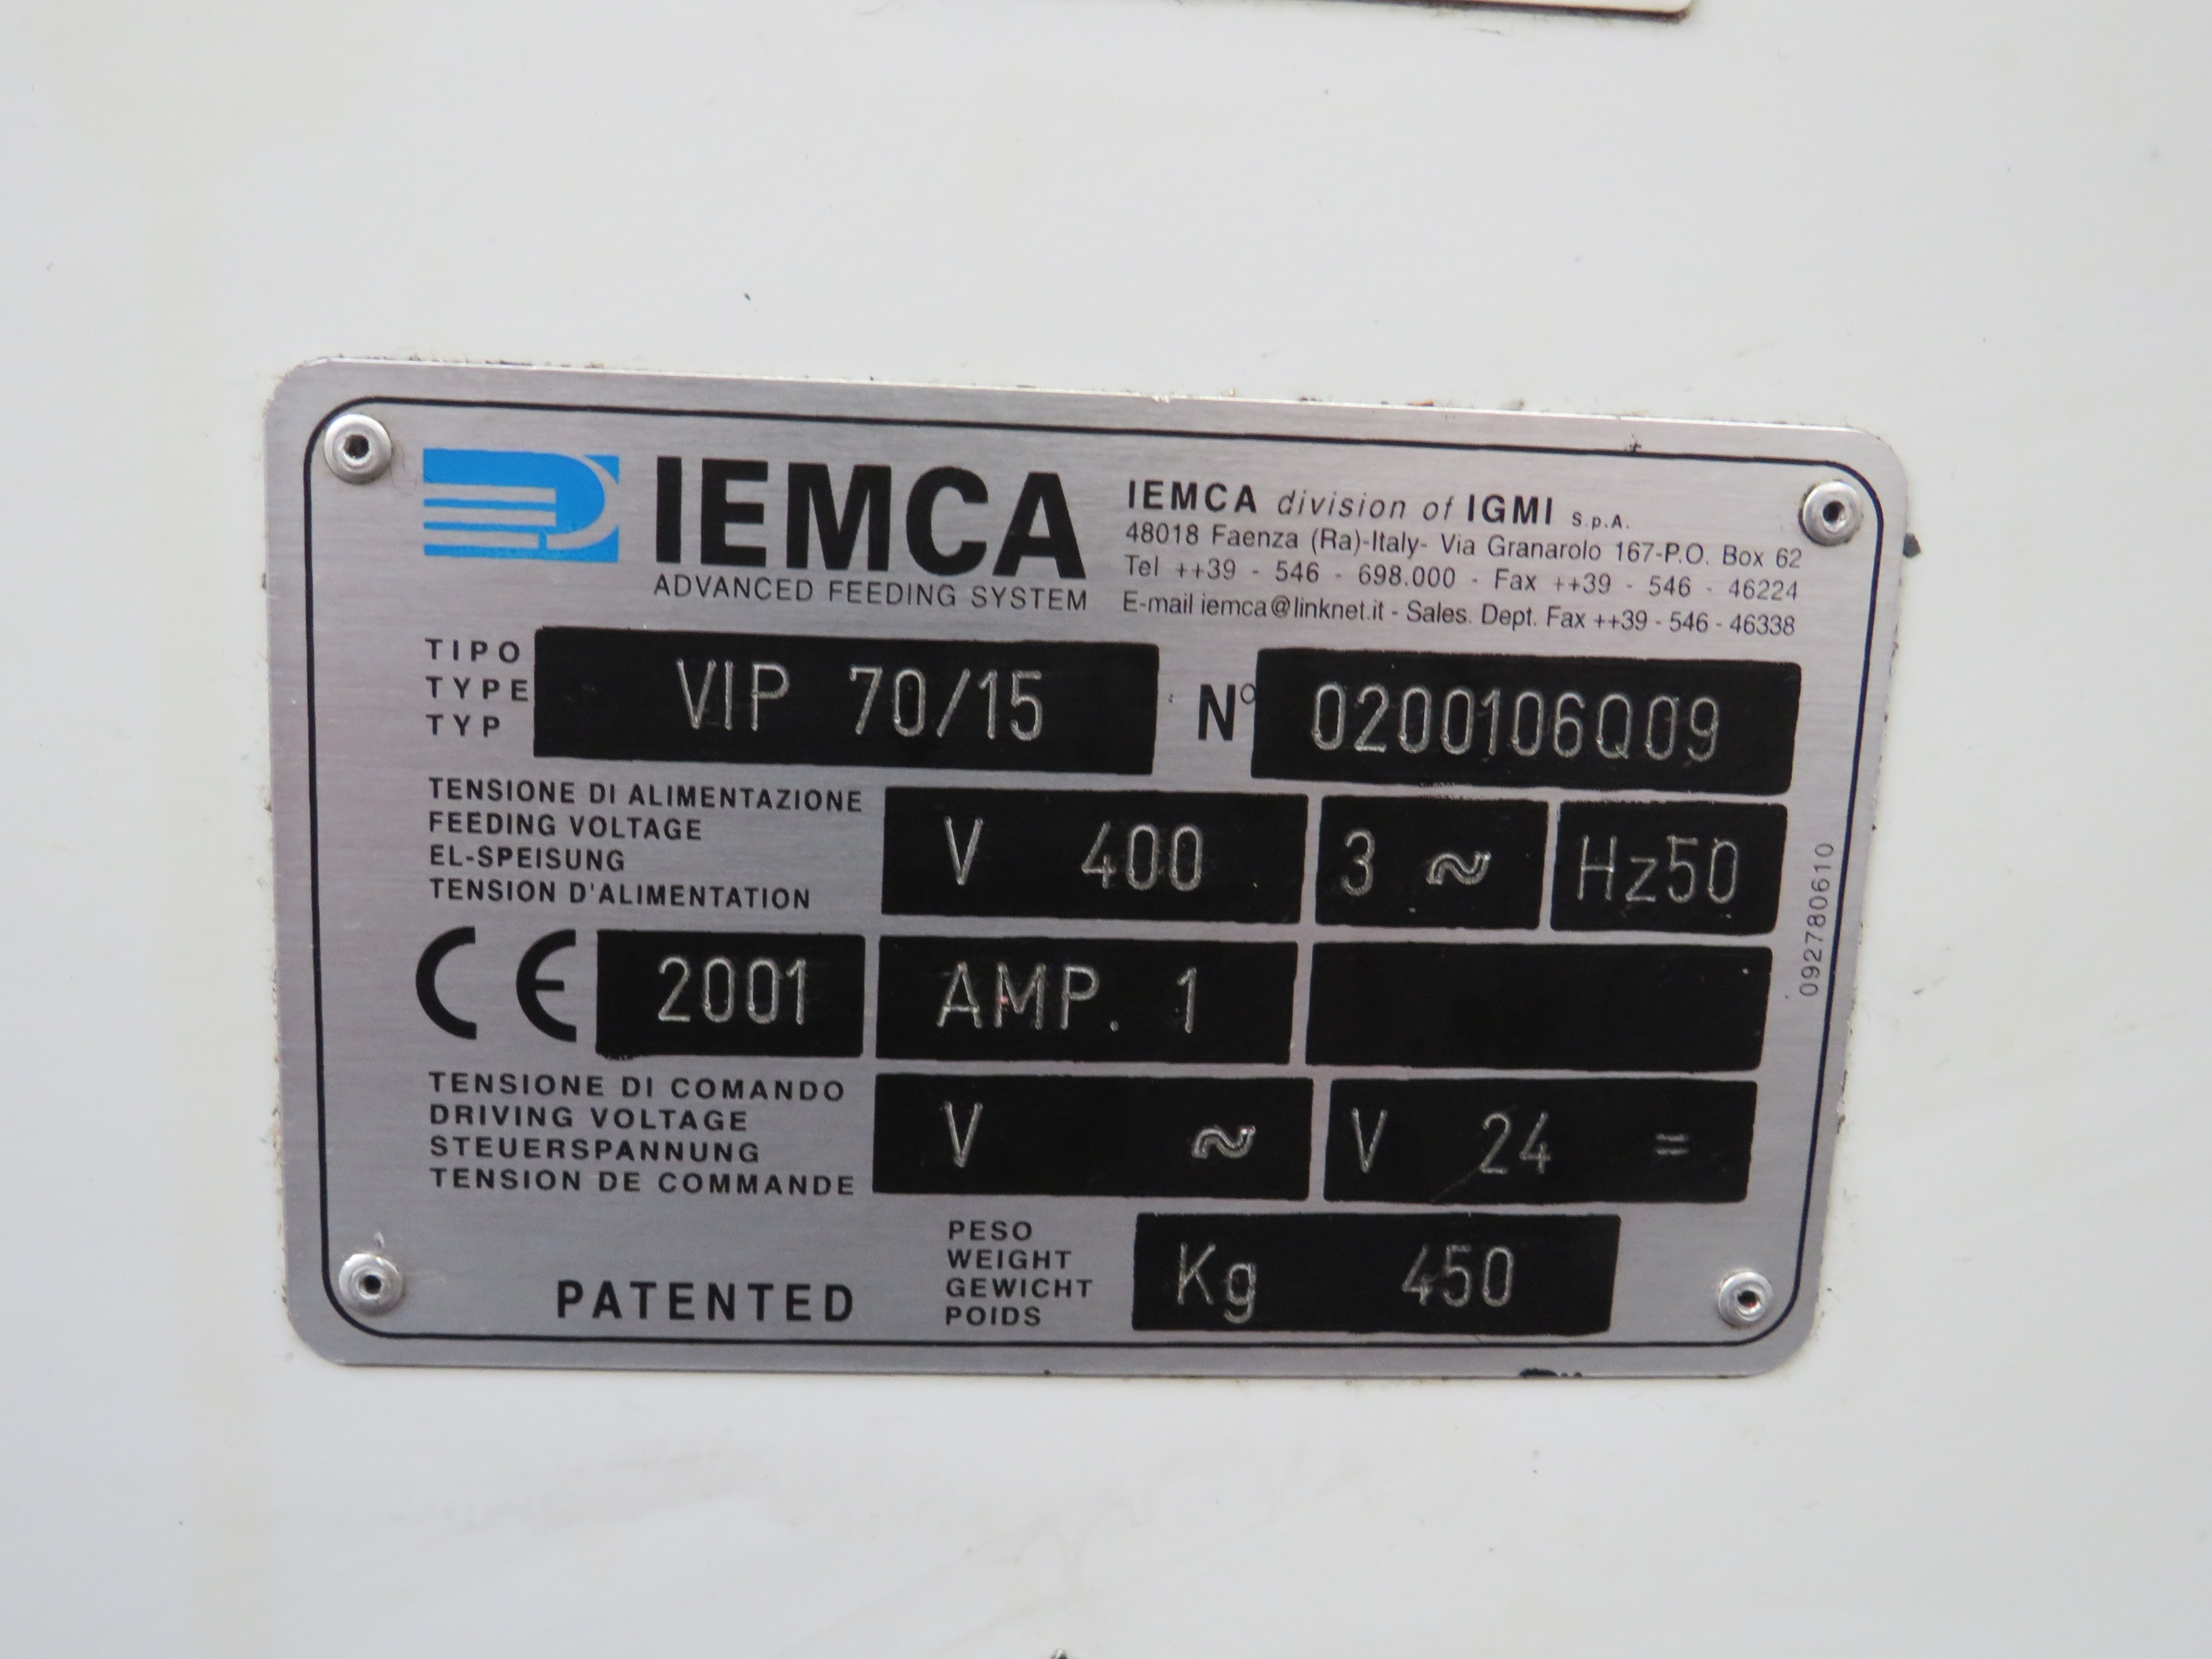 IEMCA
ADVANCED FEEDING SYSTEM
IEMCA division of IGMI S.p.A.
48018 Faenza (Ra)-Italy- Via Granarolo 167-P.O. Box 62
Tel ++39 - 546 - 698.000 - Fax ++39 - 546 - 46224
E-mail iemca@linknet.it - Sales. Dept. Fax ++39 - 546 - 46338
TIPO
TYPE
TYP
VIP 70/15
N° 0200106Q09
TENSIONE DI ALIMENTAZIONE
FEEDING VOLTAGE
EL-SPEISUNG
TENSION D'ALIMENTATION
V 400
3 ~
Hz50
CE 2001
AMP. 1
TENSIONE DI COMANDO
DRIVING VOLTAGE
STEUERSPANNUNG
TENSION DE COMMANDE
V ~
V 24 =
PATENTED
PESO
WEIGHT
GEWICHT
POIDS
Kg 450
092780610